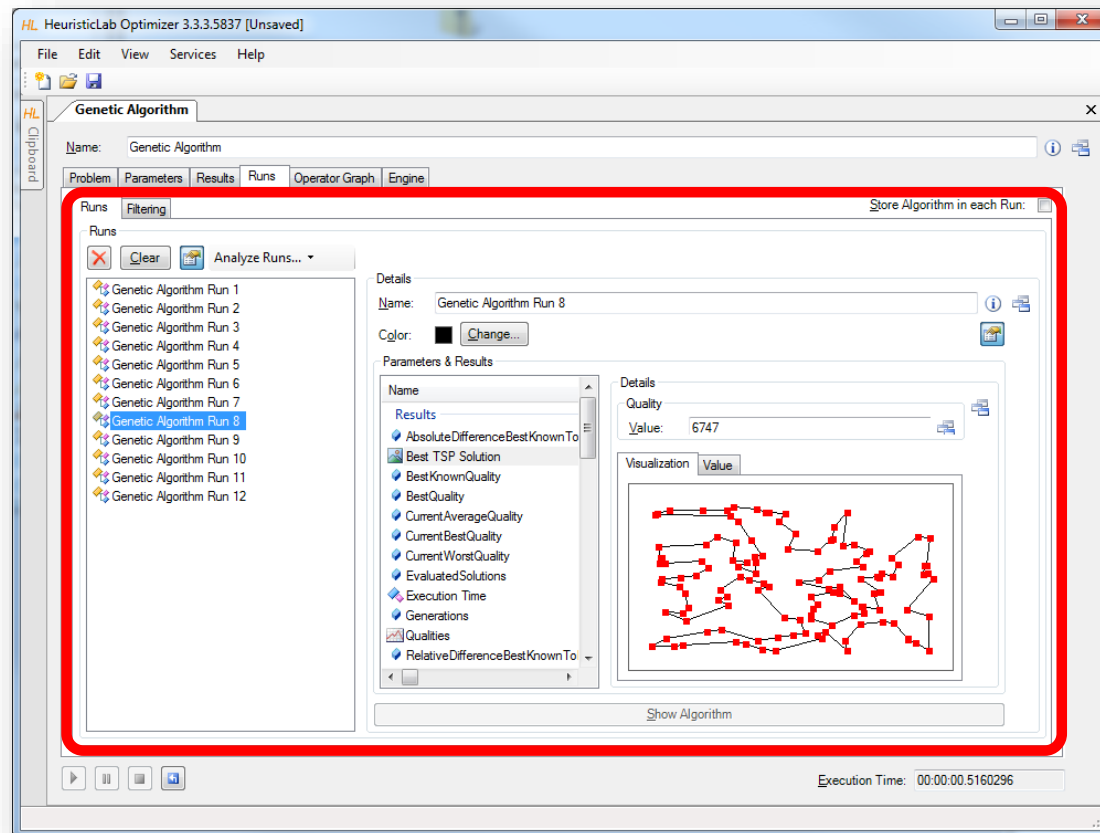 HL HeuristicLab Optimizer 3.3.3.5837 [Unsaved]
File Edit View Services Help
HL Clipboard
Genetic Algorithm
Name: Genetic Algorithm
Problem Parameters Results Runs Operator Graph Engine
Runs Filtering
Store Algorithm in each Run:
Runs
Clear Analyze Runs...
Genetic Algorithm Run 1
Genetic Algorithm Run 2
Genetic Algorithm Run 3
Genetic Algorithm Run 4
Genetic Algorithm Run 5
Genetic Algorithm Run 6
Genetic Algorithm Run 7
Genetic Algorithm Run 8
Genetic Algorithm Run 9
Genetic Algorithm Run 10
Genetic Algorithm Run 11
Genetic Algorithm Run 12
Details
Name: Genetic Algorithm Run 8
Color: Change...
Parameters & Results
Name
Results
AbsoluteDifferenceBestKnownTo
Best TSP Solution
BestKnownQuality
BestQuality
CurrentAverageQuality
CurrentBestQuality
CurrentWorstQuality
EvaluatedSolutions
Execution Time
Generations
Qualities
RelativeDifferenceBestKnownTo
Details
Quality
Value: 6747
Visualization Value
Show Algorithm
Execution Time: 00:00:00.5160296